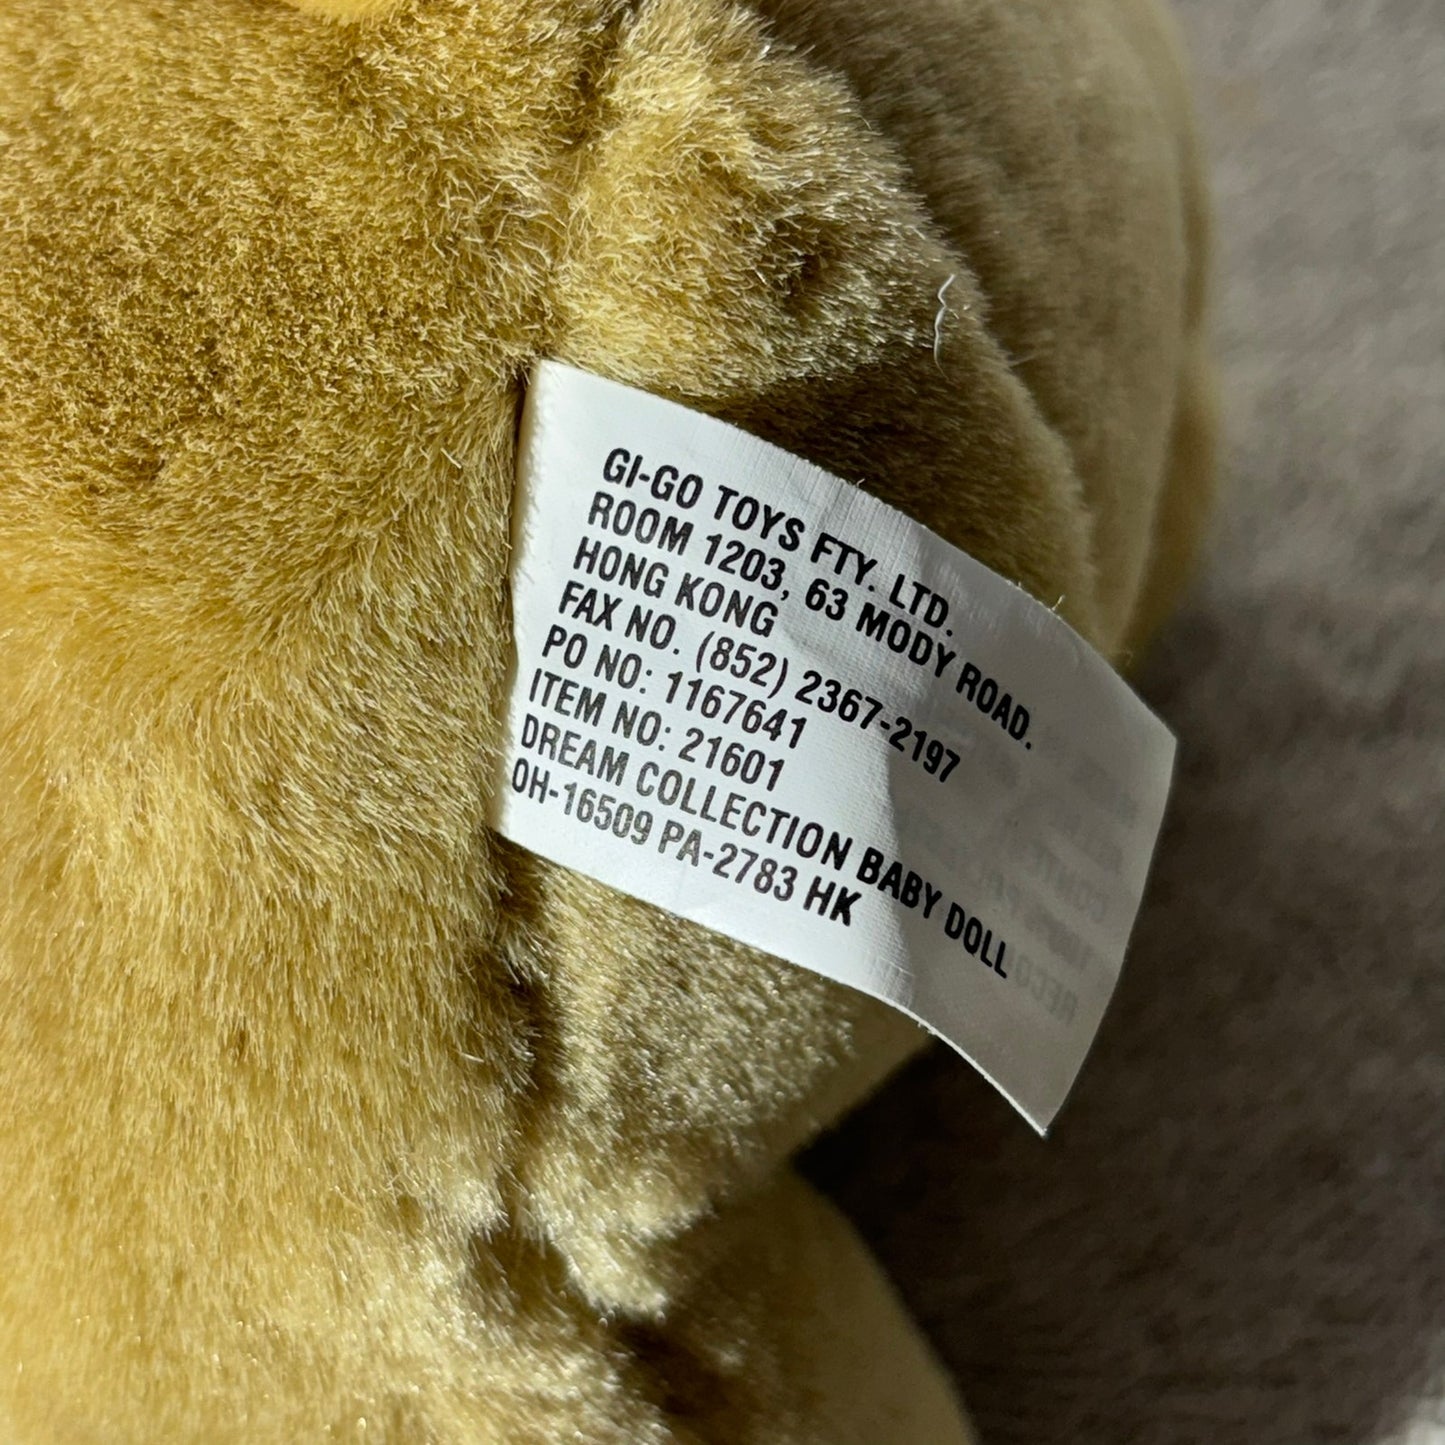 GI-GO TOYS FTY. LTD.
ROOM 1203, 63 MODY ROAD.
HONG KONG
FAX NO. (852) 2367-2197
PO NO: 1167641
ITEM NO: 21601
DREAM COLLECTION BABY DOLL
OH-16509 PA-2783 HK